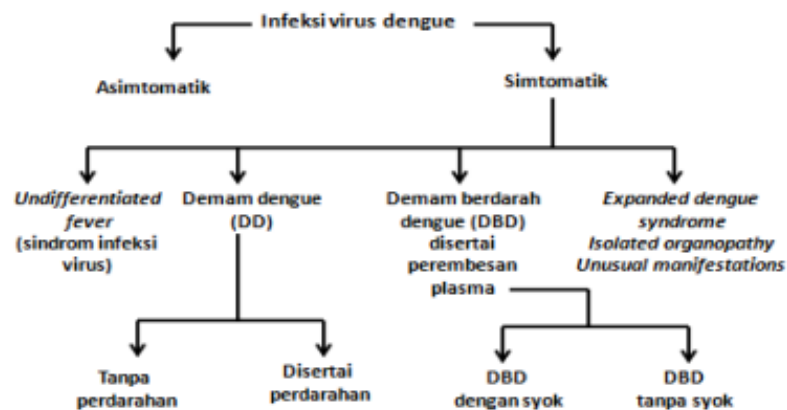 Infeksi virus dengue
Asimtomatik
Simtomatik
Undifferentiated
fever
(sindrom infeksi
virus)
Demam dengue
(DD)
Demam berdarah
dengue (DBD)
disertai
perembesan
plasma
Expanded dengue
syndrome
Isolated organopathy
Unusual manifestations
Tanpa
perdarahan
Disertai
perdarahan
DBD
dengan syok
DBD
tanpa syok